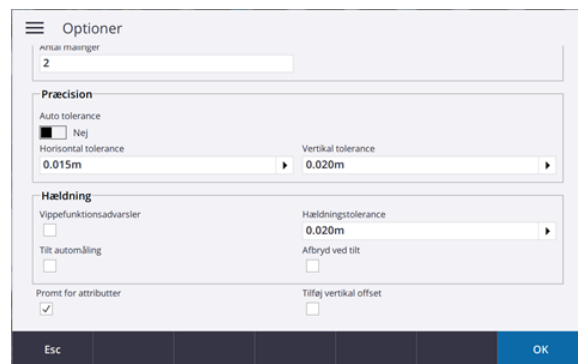 Optioner
Antal målinger
2
Præcision
Auto tolerance
Nej
Horisontal tolerance
Vertikal tolerance
0.015m
0.020m
Hældning
Vippefunktionsadvarsler
Hældningstolerance
0.020m
Tilt automåling
Afbryd ved tilt
Promt for attributter
Tilføj vertikal offset
Esc
OK